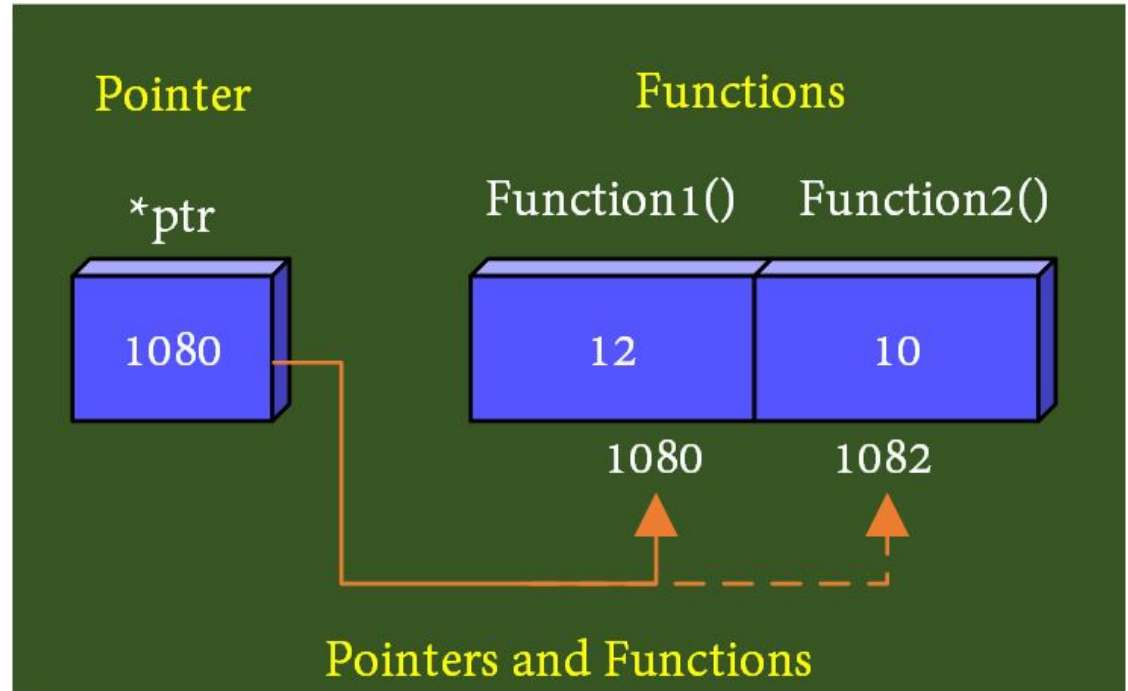 Pointer Functions
*ptr Function1() Function2()
1080 12 10
1080 1082
Pointers and Functions